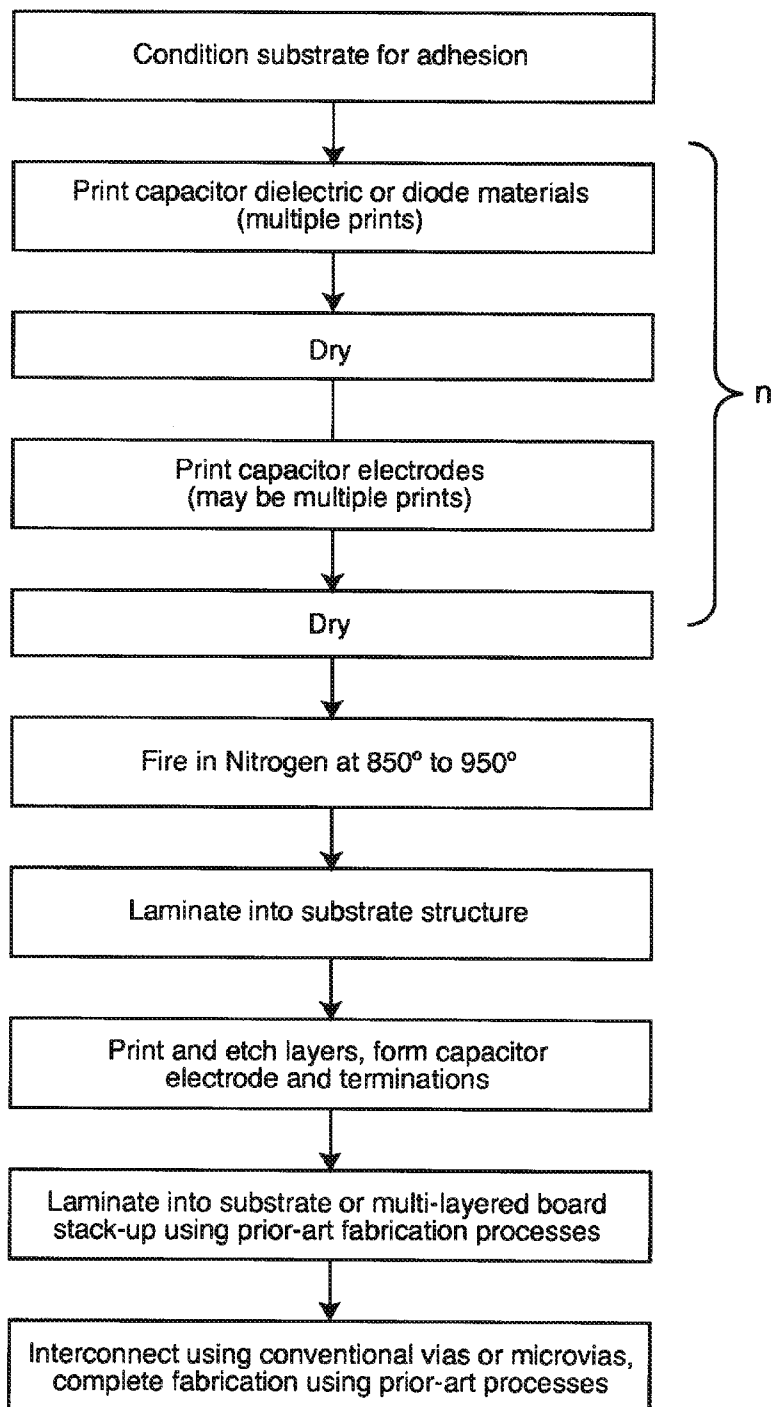 Condition substrate for adhesion
Print capacitor dielectric or diode materials
(multiple prints)
Dry
Print capacitor electrodes
(may be multiple prints)
Dry
n
Fire in Nitrogen at 850º to 950º
Laminate into substrate structure
Print and etch layers, form capacitor
electrode and terminations
Laminate into substrate or multi-layered board
stack-up using prior-art fabrication processes
Interconnect using conventional vias or microvias,
complete fabrication using prior-art processes